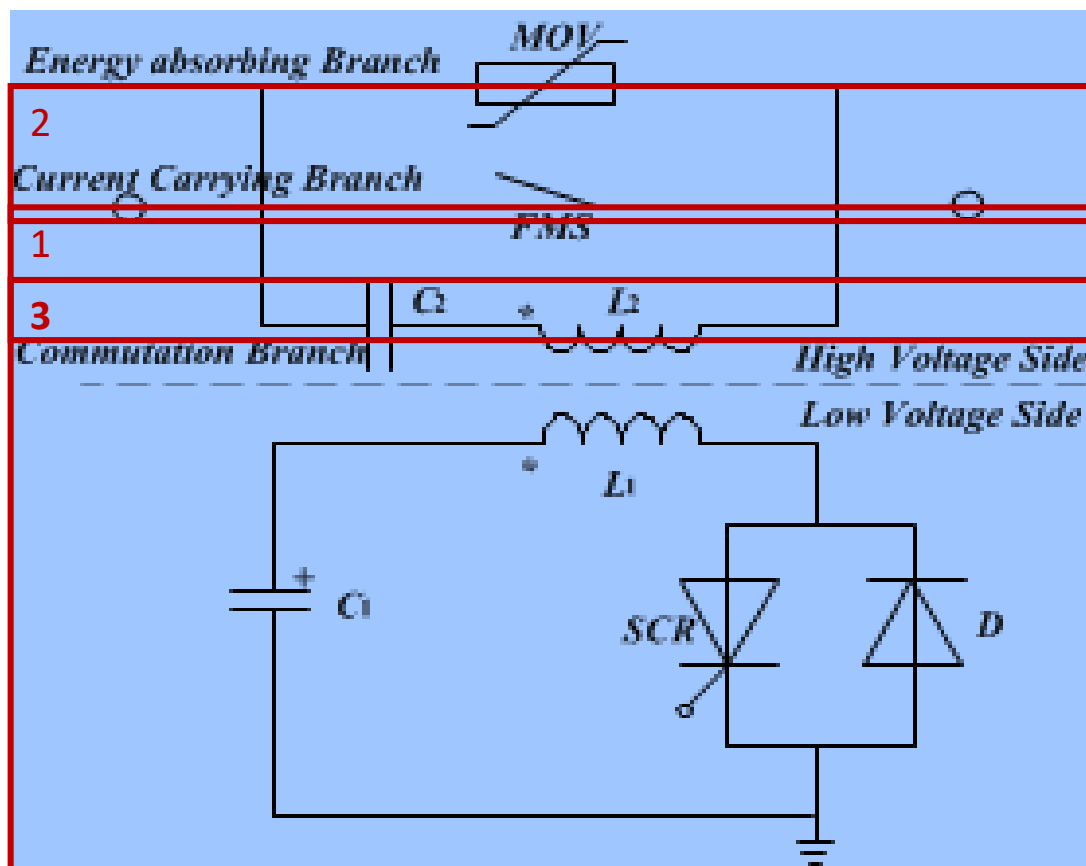 MOV
Energy absorbing Branch
2
Current Carrying Branch
FMS
1
3
C2
*
L2
Commutation Branch
High Voltage Side
Low Voltage Side
*
L1
+
C1
SCR
D